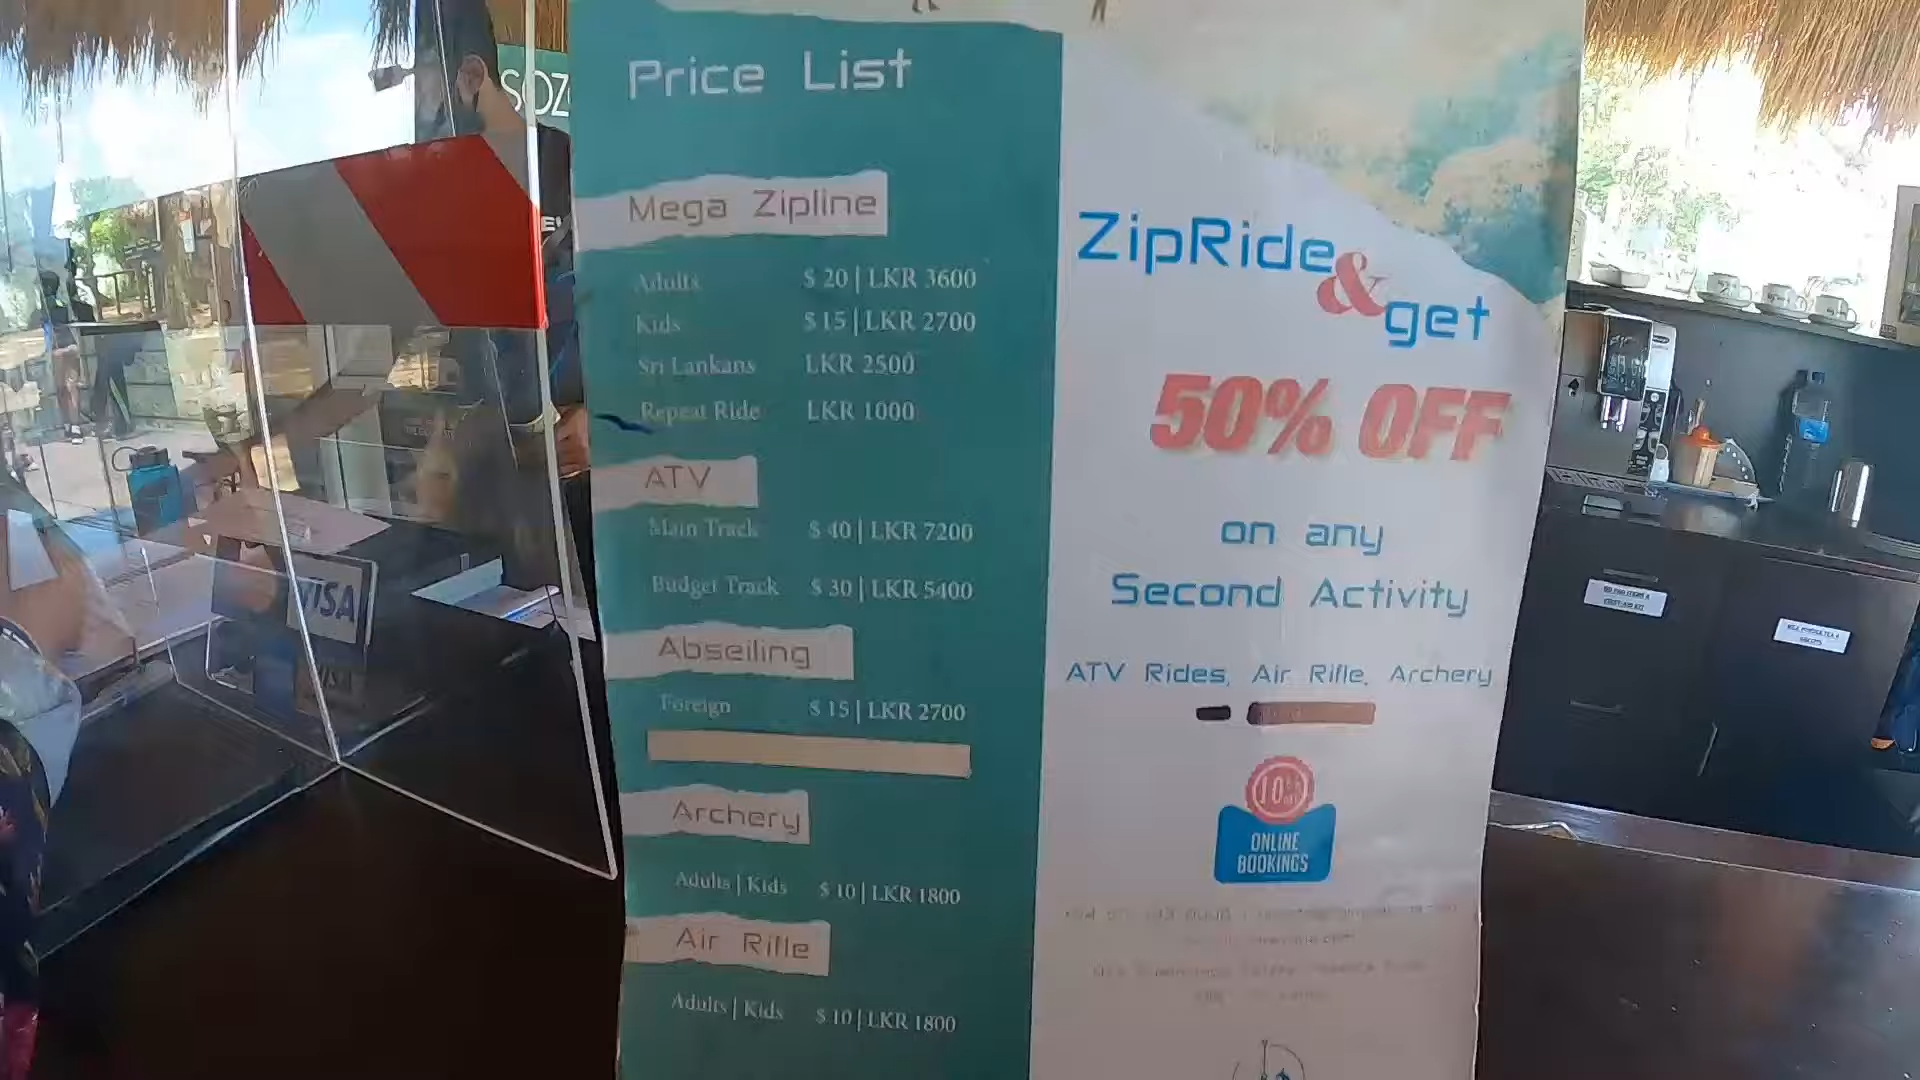 Price List
Mega Zipline
Adults $ 20 | LKR 3600
Kids $ 15 | LKR 2700
Sri Lankans LKR 2500
Repeat Ride LKR 1000
ATV
Main Track $ 40 | LKR 7200
Budget Track $ 30 | LKR 5400
Abseiling
Foreign $ 15 | LKR 2700
Archery
Adults | Kids $ 10 | LKR 1800
Air Rifle
Adults | Kids $ 10 | LKR 1800
ZipRide & get
50% OFF
on any
Second Activity
ATV Rides, Air Rifle, Archery
10%
ONLINE
BOOKINGS
VISA
VISA